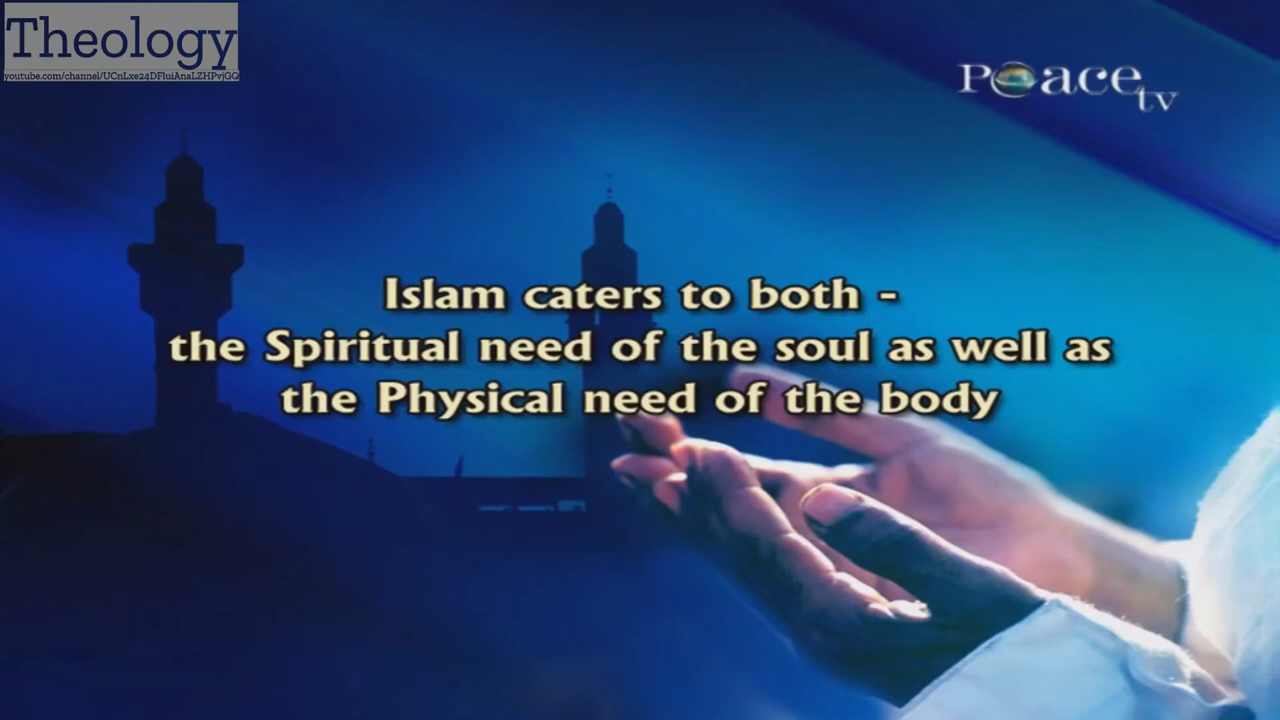 Theology
youtube.com/channel/UCnLxe24DFluiAnaLZHPvjGQ
Peace
tv
Islam caters to both -
the Spiritual need of the soul as well as
the Physical need of the body